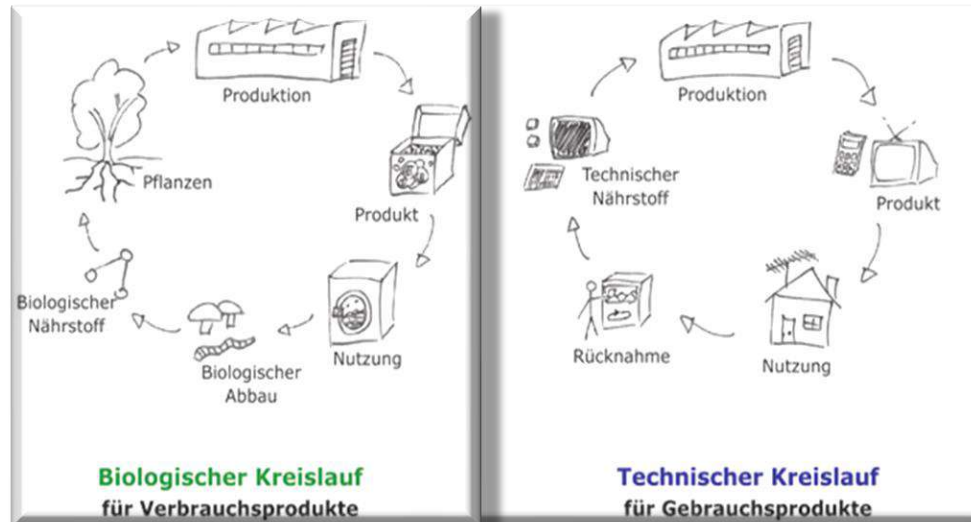 Produktion
Pflanzen
Produkt
Biologischer
Nährstoff
Nutzung
Biologischer
Abbau
Biologischer Kreislauf
für Verbrauchsprodukte
Produktion
Technischer
Nährstoff
Produkt
Rücknahme
Nutzung
Technischer Kreislauf
für Gebrauchsprodukte